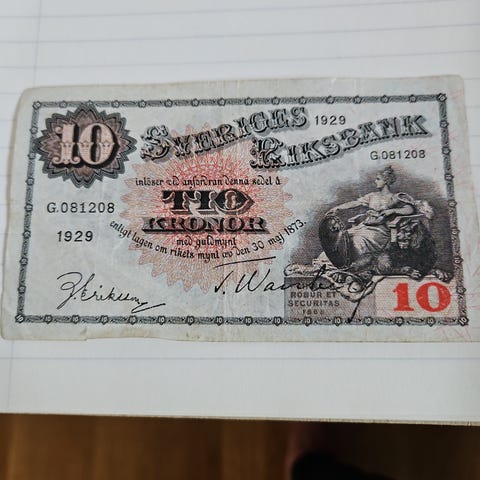 10
SVERIGES 1929
RIKSBANK
G.081208
inlöser vid anfordran denna sedel å
G.081208
TIO
KRONOR
1929
med guldmynt
enligt lagen om rikets mynt av den 30 maj 1873.
ROBUR ET
SECURITAS
1668
10